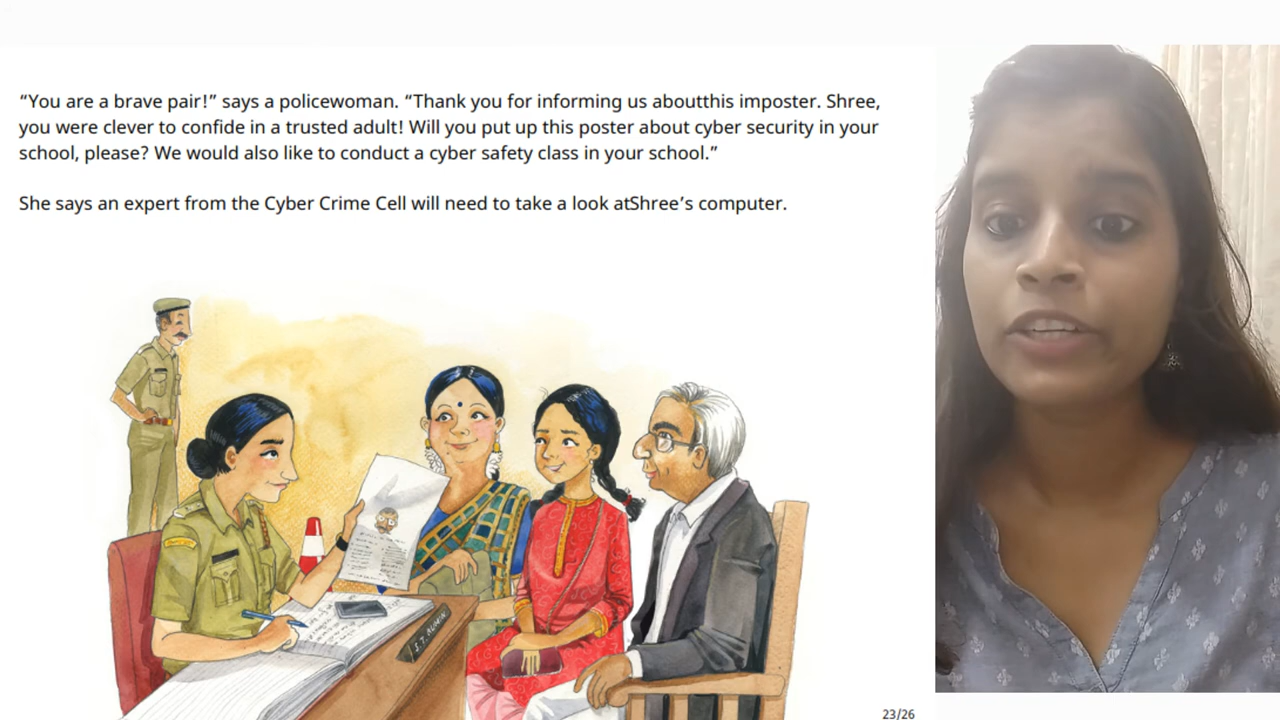 “You are a brave pair!” says a policewoman. “Thank you for informing us aboutthis imposter. Shree,
you were clever to confide in a trusted adult! Will you put up this poster about cyber security in your
school, please? We would also like to conduct a cyber safety class in your school.”
She says an expert from the Cyber Crime Cell will need to take a look atShree’s computer.
23/26